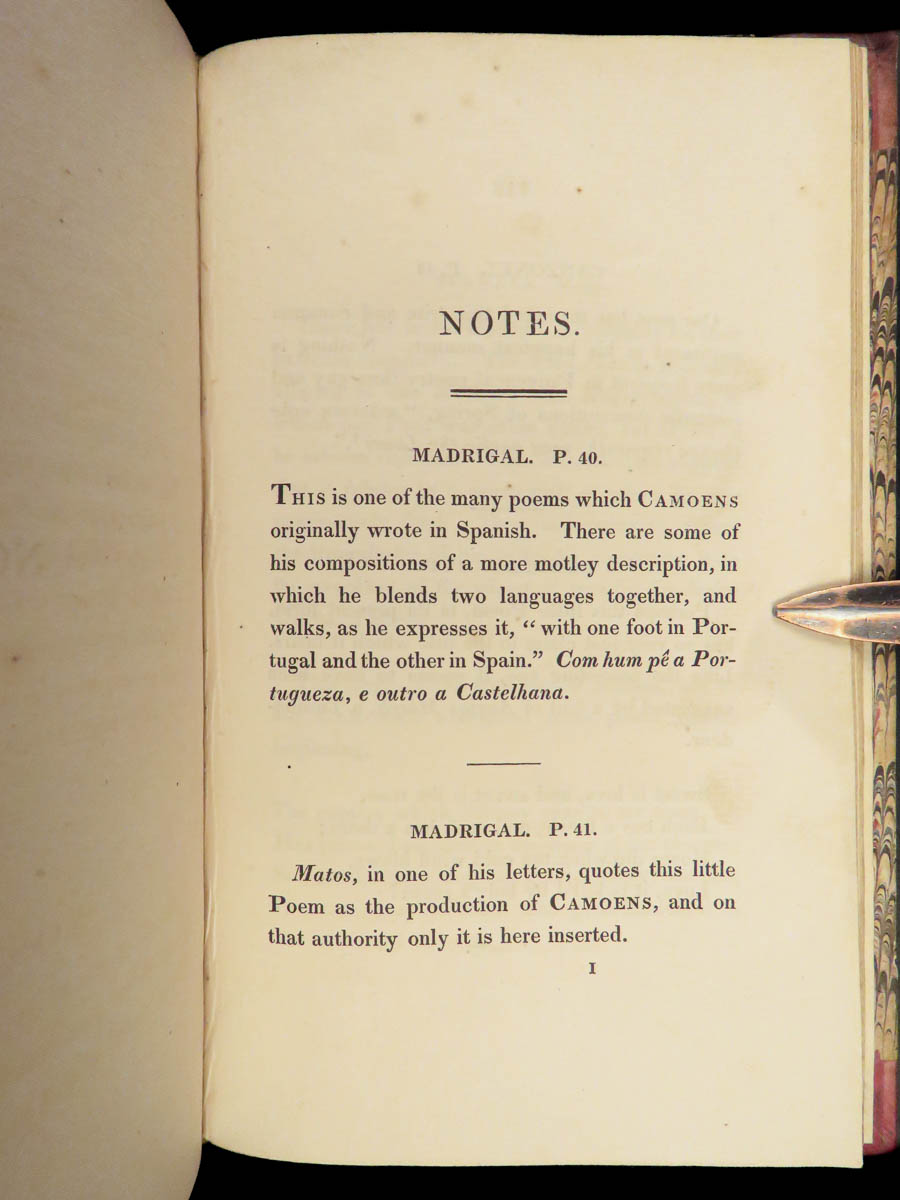 NOTES.
MADRIGAL. P. 40.
THIS is one of the many poems which CAMOENS
originally wrote in Spanish. There are some of
his compositions of a more motley description, in
which he blends two languages together, and
walks, as he expresses it, “ with one foot in Por-
tugal and the other in Spain.” Com hum pé a Por-
tugueza, e outro a Castelhana.
MADRIGAL. P. 41.
Matos, in one of his letters, quotes this little
Poem as the production of CAMOENS, and on
that authority only it is here inserted.
I